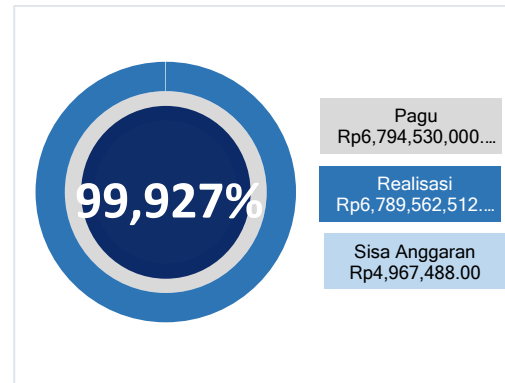 99,927%
Pagu
Rp6,794,530,000....
Realisasi
Rp6,789,562,512....
Sisa Anggaran
Rp4,967,488.00